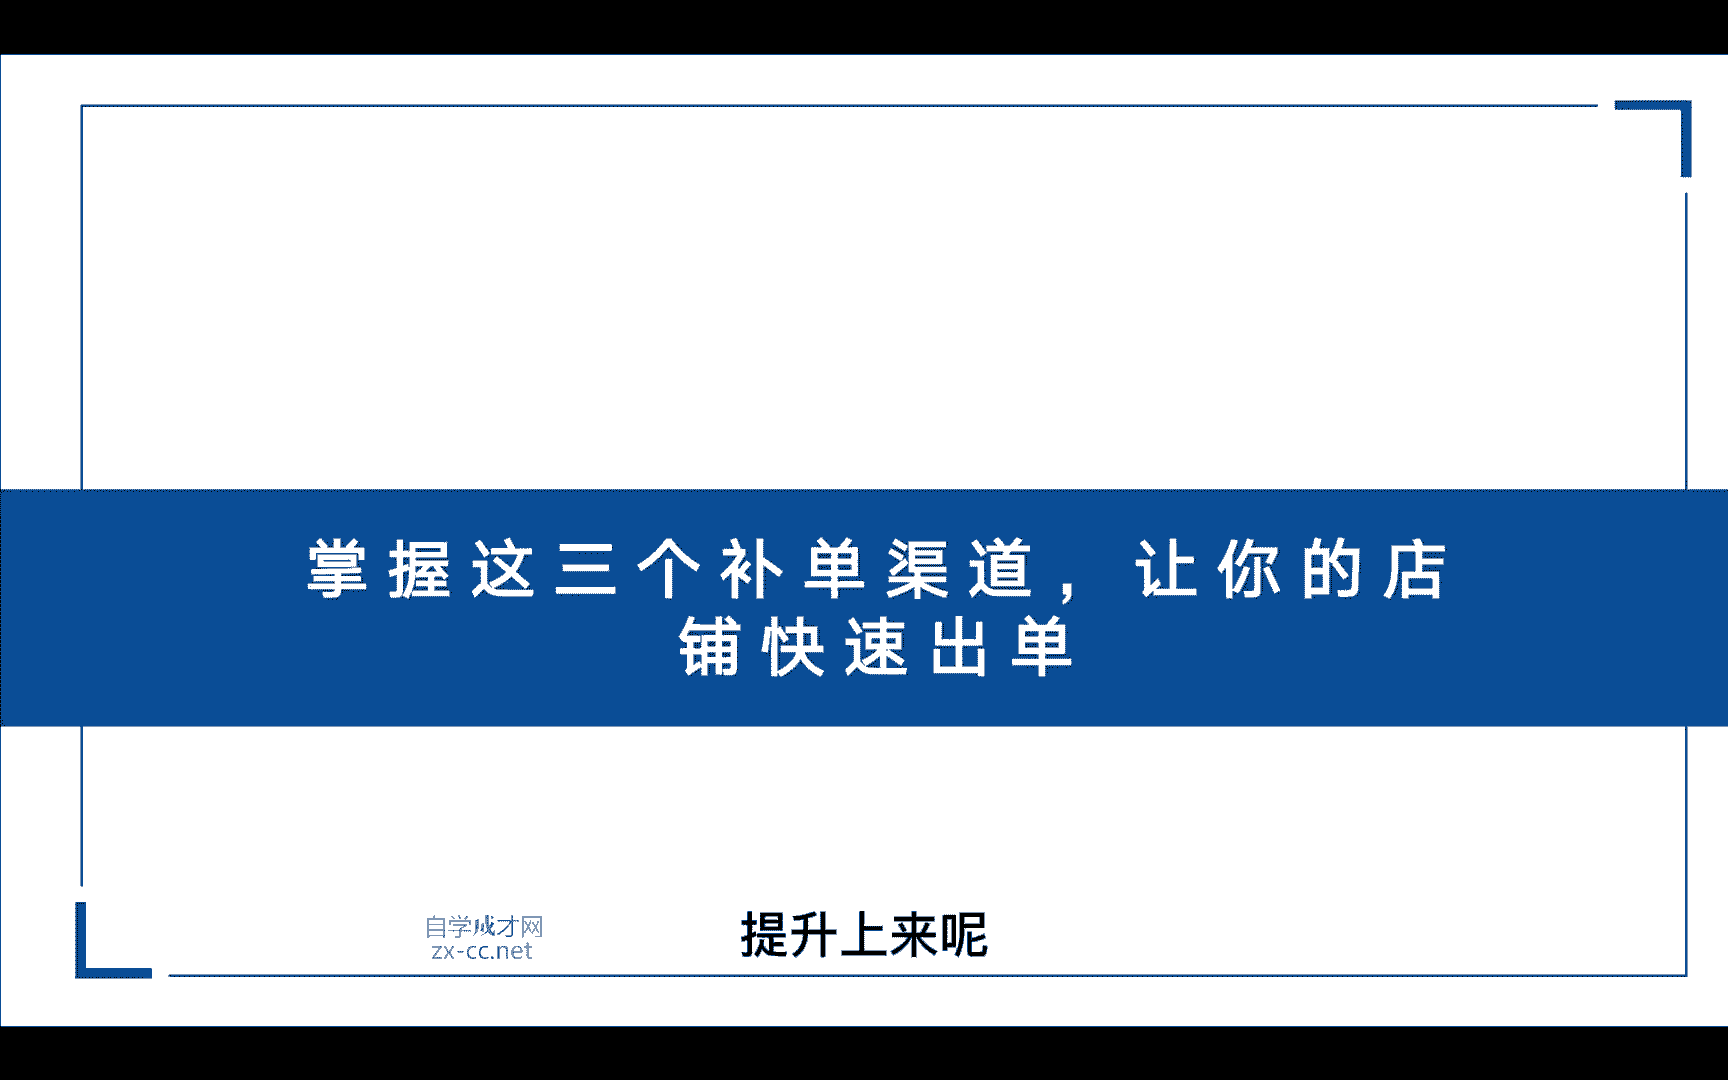 掌握这三个补单渠道，让你的店
铺快速出单
自学成才网
zx-cc.net
提升上来呢